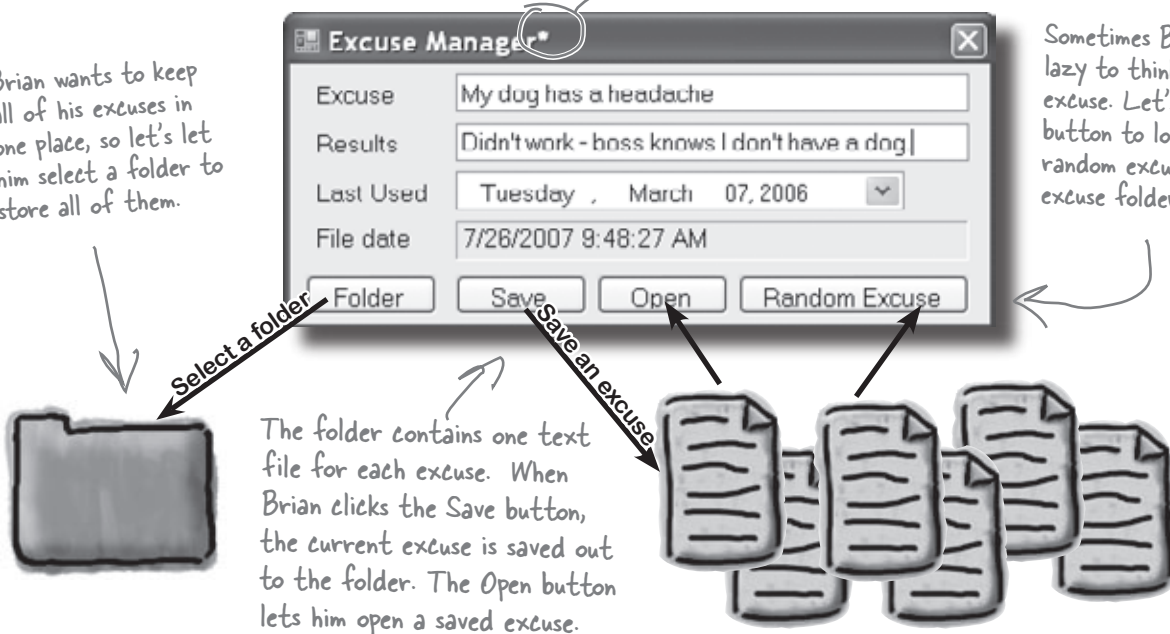 Brian wants to keep
all of his excuses in
one place, so let's let
him select a folder to
store all of them.
Excuse Manager*
Excuse
My dog has a headache
Results
Didn't work - boss knows I don't have a dog
Last Used
Tuesday , March 07, 2006
File date
7/26/2007 9:48:27 AM
Folder
Save
Open
Random Excuse
Sometimes
lazy to thin
excuse. Let'
button to lo
random excu
excuse folder
Select a folder
Save an excuse
The folder contains one text
file for each excuse. When
Brian clicks the Save button,
the current excuse is saved out
to the folder. The Open button
lets him open a saved excuse.